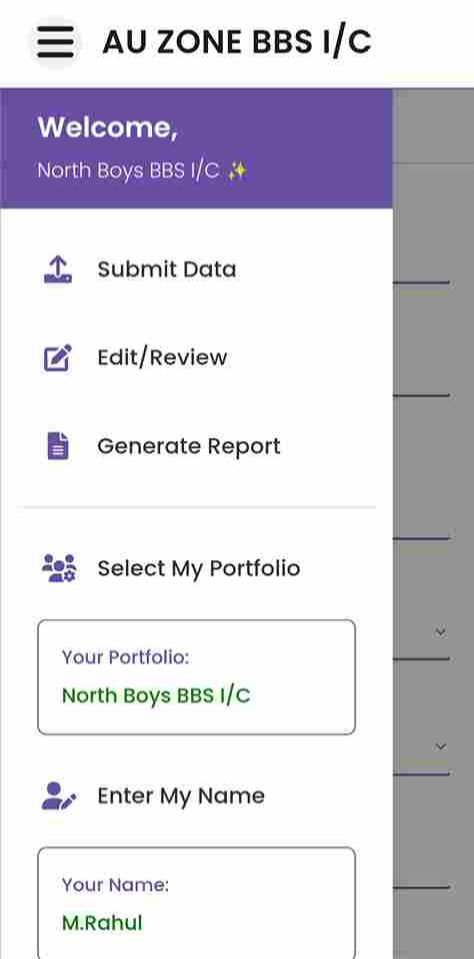 AU ZONE BBS I/C
Welcome,
North Boys BBS I/C ✨
Submit Data
Edit/Review
Generate Report
Select My Portfolio
Your Portfolio:
North Boys BBS I/C
Enter My Name
Your Name:
M.Rahul